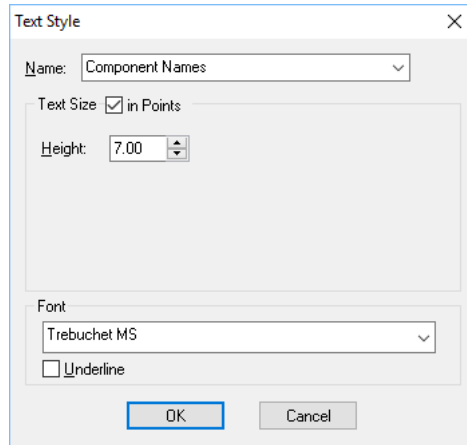 Text Style
Name: Component Names
Text Size in Points
Height: 7.00
Font
Trebuchet MS
Underline
OK Cancel